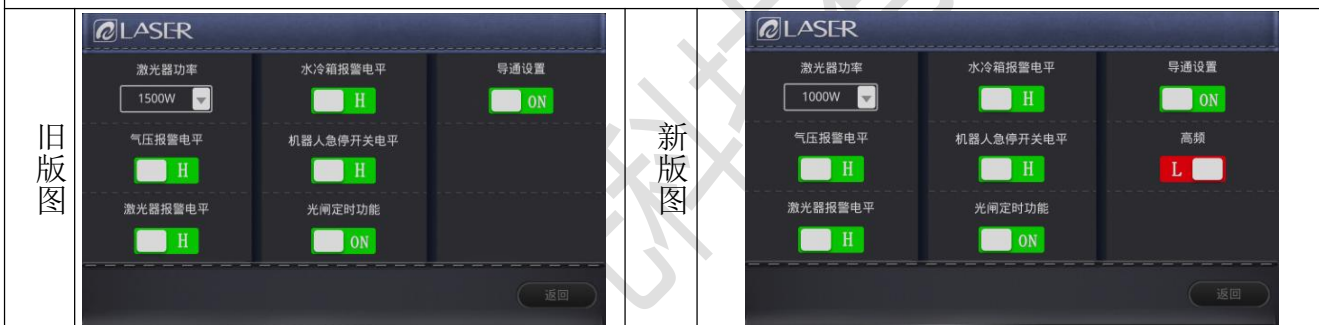 旧版图
LASER
激光器功率 水冷箱报警电平 导通设置
1500W H ON
气压报警电平 机器人急停开关电平
H H
激光器报警电平 光闸定时功能
H ON
返回
新版图
LASER
激光器功率 水冷箱报警电平 导通设置
1000W H ON
气压报警电平 机器人急停开关电平 高频
H H L
激光器报警电平 光闸定时功能
H ON
返回